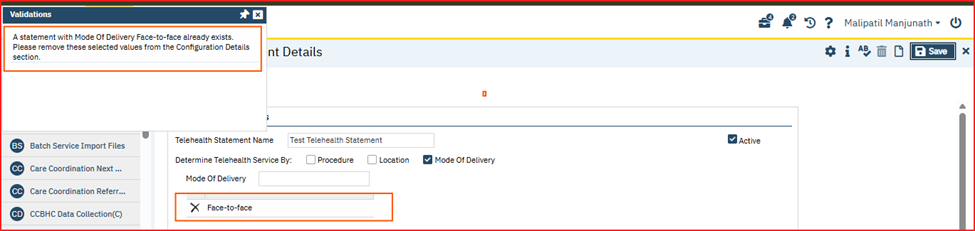 Validations
A statement with Mode Of Delivery Face-to-face already exists.
Please remove these selected values from the Configuration Details
section.
4
2
?
Malipatil Manjunath
nt Details
i
AB
Save
s
Telehealth Statement Name
Test Telehealth Statement
Active
Determine Telehealth Service By:
Procedure
Location
Mode Of Delivery
Mode Of Delivery
Face-to-face
BS Batch Service Import Files
CC Care Coordination Next ...
CC Care Coordination Referr...
CD CCBHC Data Collection(C)